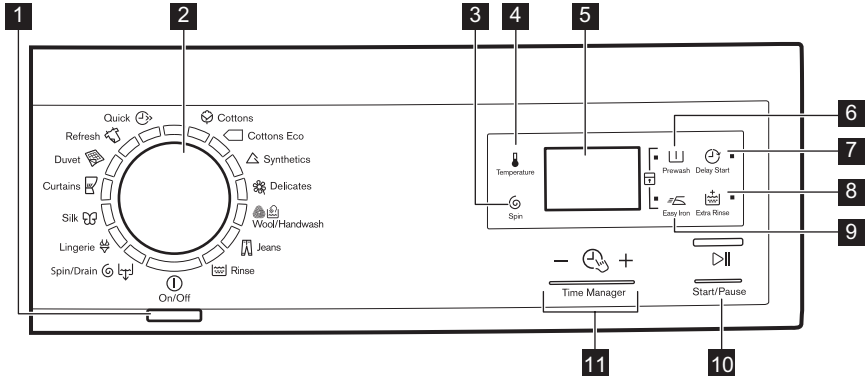 1
2
3
4
5
6
7
8
9
10
11
Quick
Refresh
Duvet
Curtains
Silk
Lingerie
Spin/Drain
On/Off
Cottons
Cottons Eco
Synthetics
Delicates
Wool/Handwash
Jeans
Rinse
Temperature
Spin
Prewash
Delay Start
Easy Iron
Extra Rinse
− +
Time Manager
Start/Pause